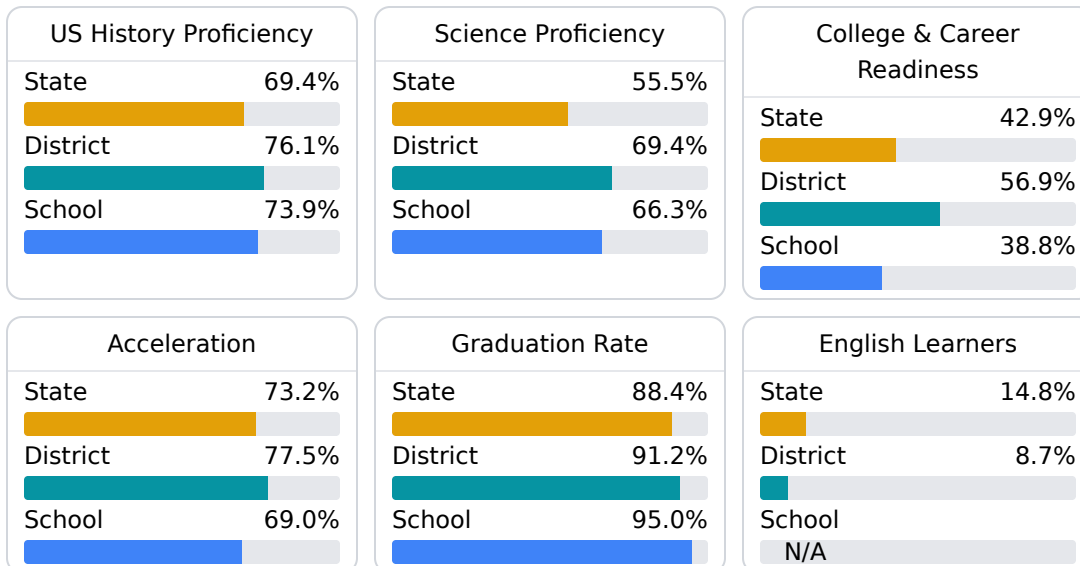 US History Proficiency
State 69.4%
District 76.1%
School 73.9%
Science Proficiency
State 55.5%
District 69.4%
School 66.3%
College & Career
Readiness
State 42.9%
District 56.9%
School 38.8%
Acceleration
State 73.2%
District 77.5%
School 69.0%
Graduation Rate
State 88.4%
District 91.2%
School 95.0%
English Learners
State 14.8%
District 8.7%
School
N/A